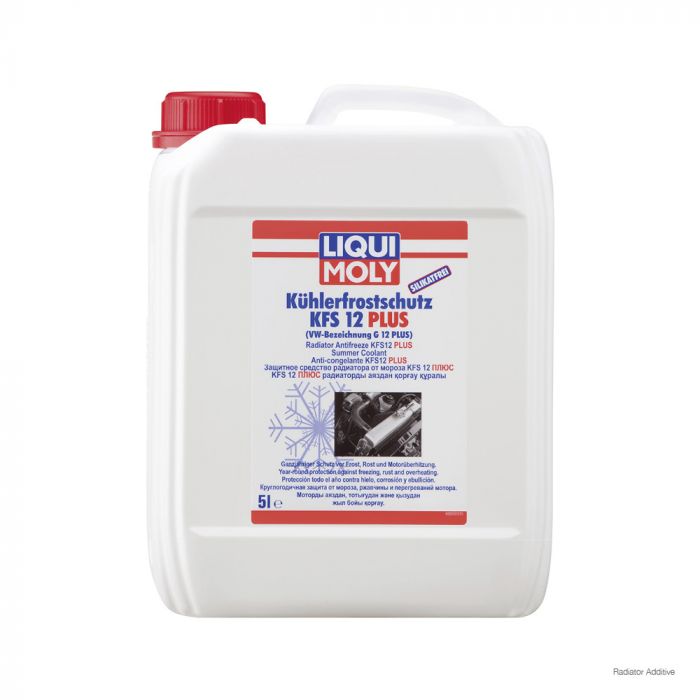 LIQUI
MOLY
SILIKATFREI
Kühlerfrostschutz
KFS 12 PLUS
(VW-Bezeichnung G 12 PLUS)
Radiator Antifreeze KFS12 PLUS
Summer Coolant
Anti-congelante KFS12 PLUS
Защитное средство радиатора от мороза KFS 12 ПЛЮС
KFS 12 ПЛЮС радиаторды аяздан қорғау құралы
Ganzjähriger Schutz vor Frost, Rost und Motorüberhitzung.
Year-round protection against freezing, rust and overheating.
Protección todo el año contra hielo, corrosión y ebullición.
Круглогодичная защита от мороза, ржавчины и перегреваний мотора.
Моторды аяздан, тотығудан және қызудан
жыл бойы қорғау.
5l e
Radiator Additive